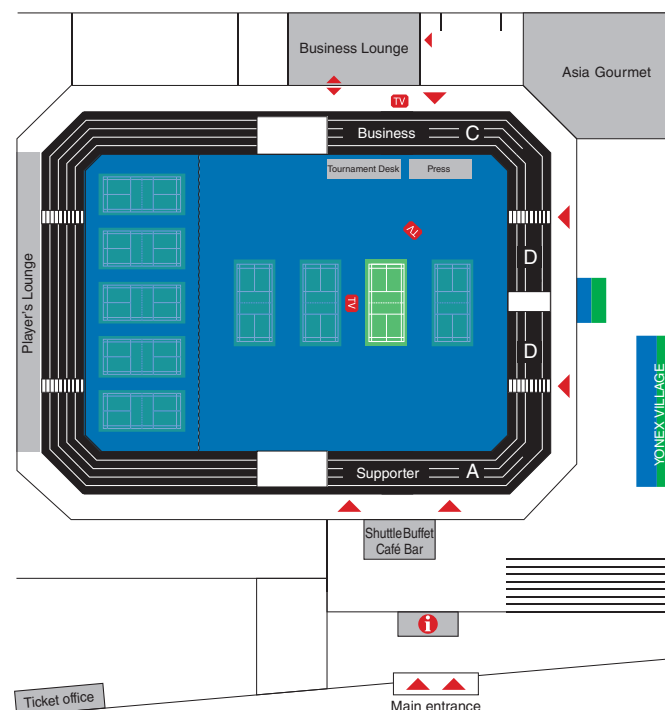 Business Lounge
Asia Gourmet
TV
Business
C
Tournament Desk
Press
TV
D
Player's Lounge
TV
D
YONEX VILLAGE
Supporter
A
Shuttle Buffet
Café Bar
i
Ticket office
Main entrance